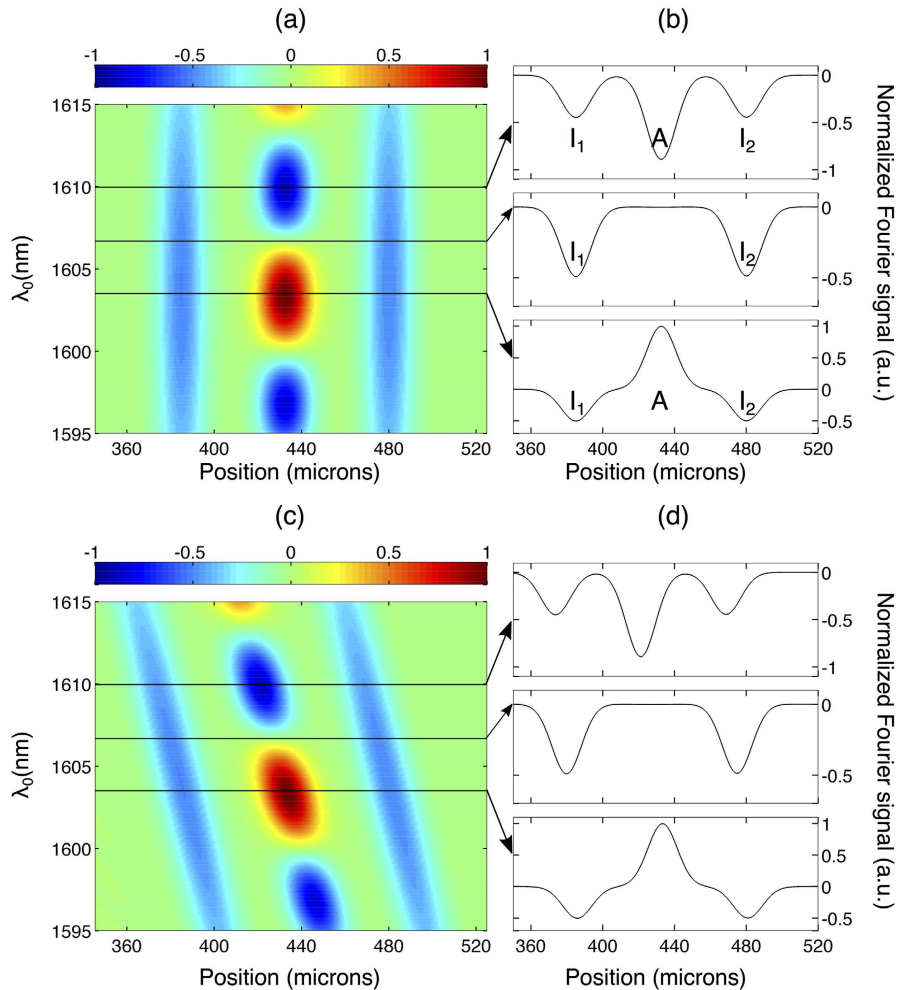 (a)
(b)
-1 -0.5 0 0.5 1
1615
1610
1605
1600
1595
λ₀(nm)
360 400 440 480 520
Position (microns)
I₁ A I₂
0
-0.5
-1
I₁ I₂
0
-0.5
I₁ A I₂
1
0.5
0
-0.5
360 400 440 480 520
Position (microns)
Normalized Fourier signal (a.u.)
(c)
(d)
-1 -0.5 0 0.5 1
1615
1610
1605
1600
1595
λ₀(nm)
360 400 440 480 520
Position (microns)
0
-0.5
-1
0
-0.5
1
0.5
0
-0.5
360 400 440 480 520
Position (microns)
Normalized Fourier signal (a.u.)